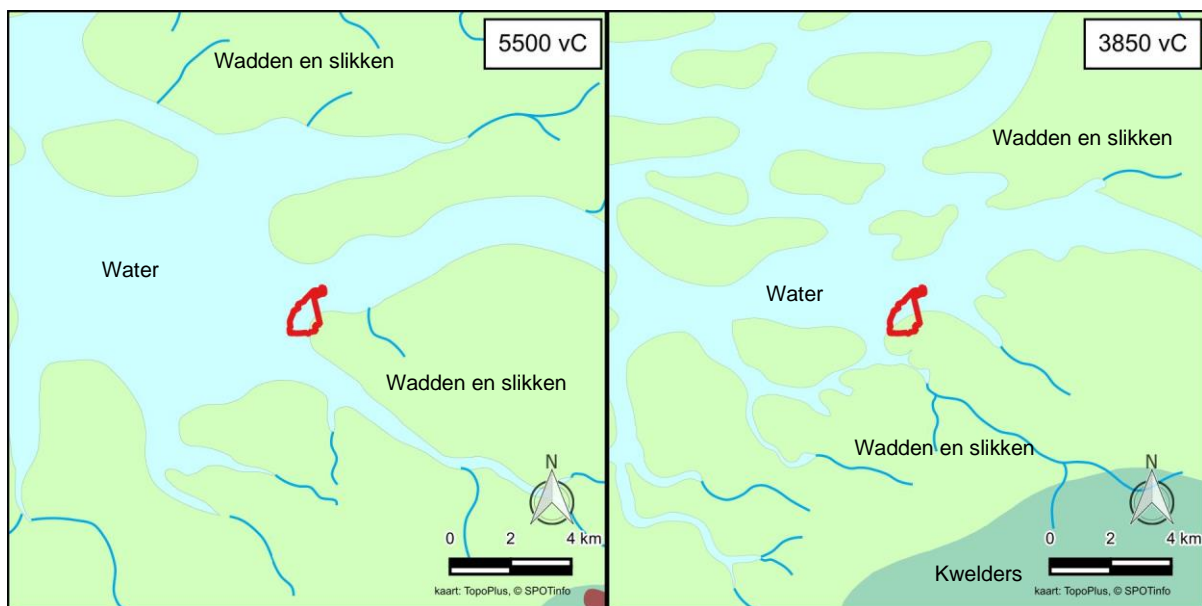 5500 vC
Wadden en slikken
Water
Wadden en slikken
N
0 2 4 km
kaart: TopoPlus, © SPOTinfo
3850 vC
Wadden en slikken
Water
Wadden en slikken
N
0 2 4 km
Kwelders
kaart: TopoPlus, © SPOTinfo